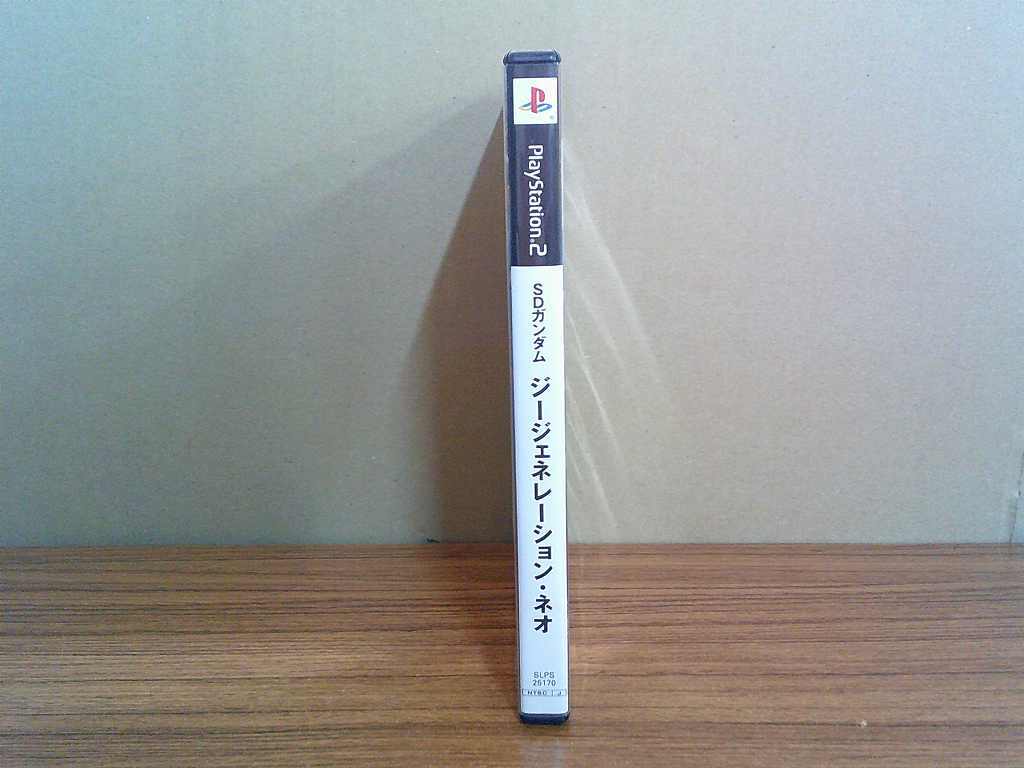 PlayStation.2
SDガンダム
ジージェネレーション・ネオ
SLPS
25170
NTSC J